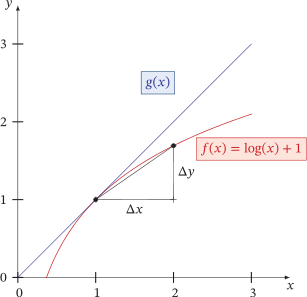 y
3
g(x)
2
f(x) = log(x) + 1
Δy
1
Δx
0
0 1 2 3 x